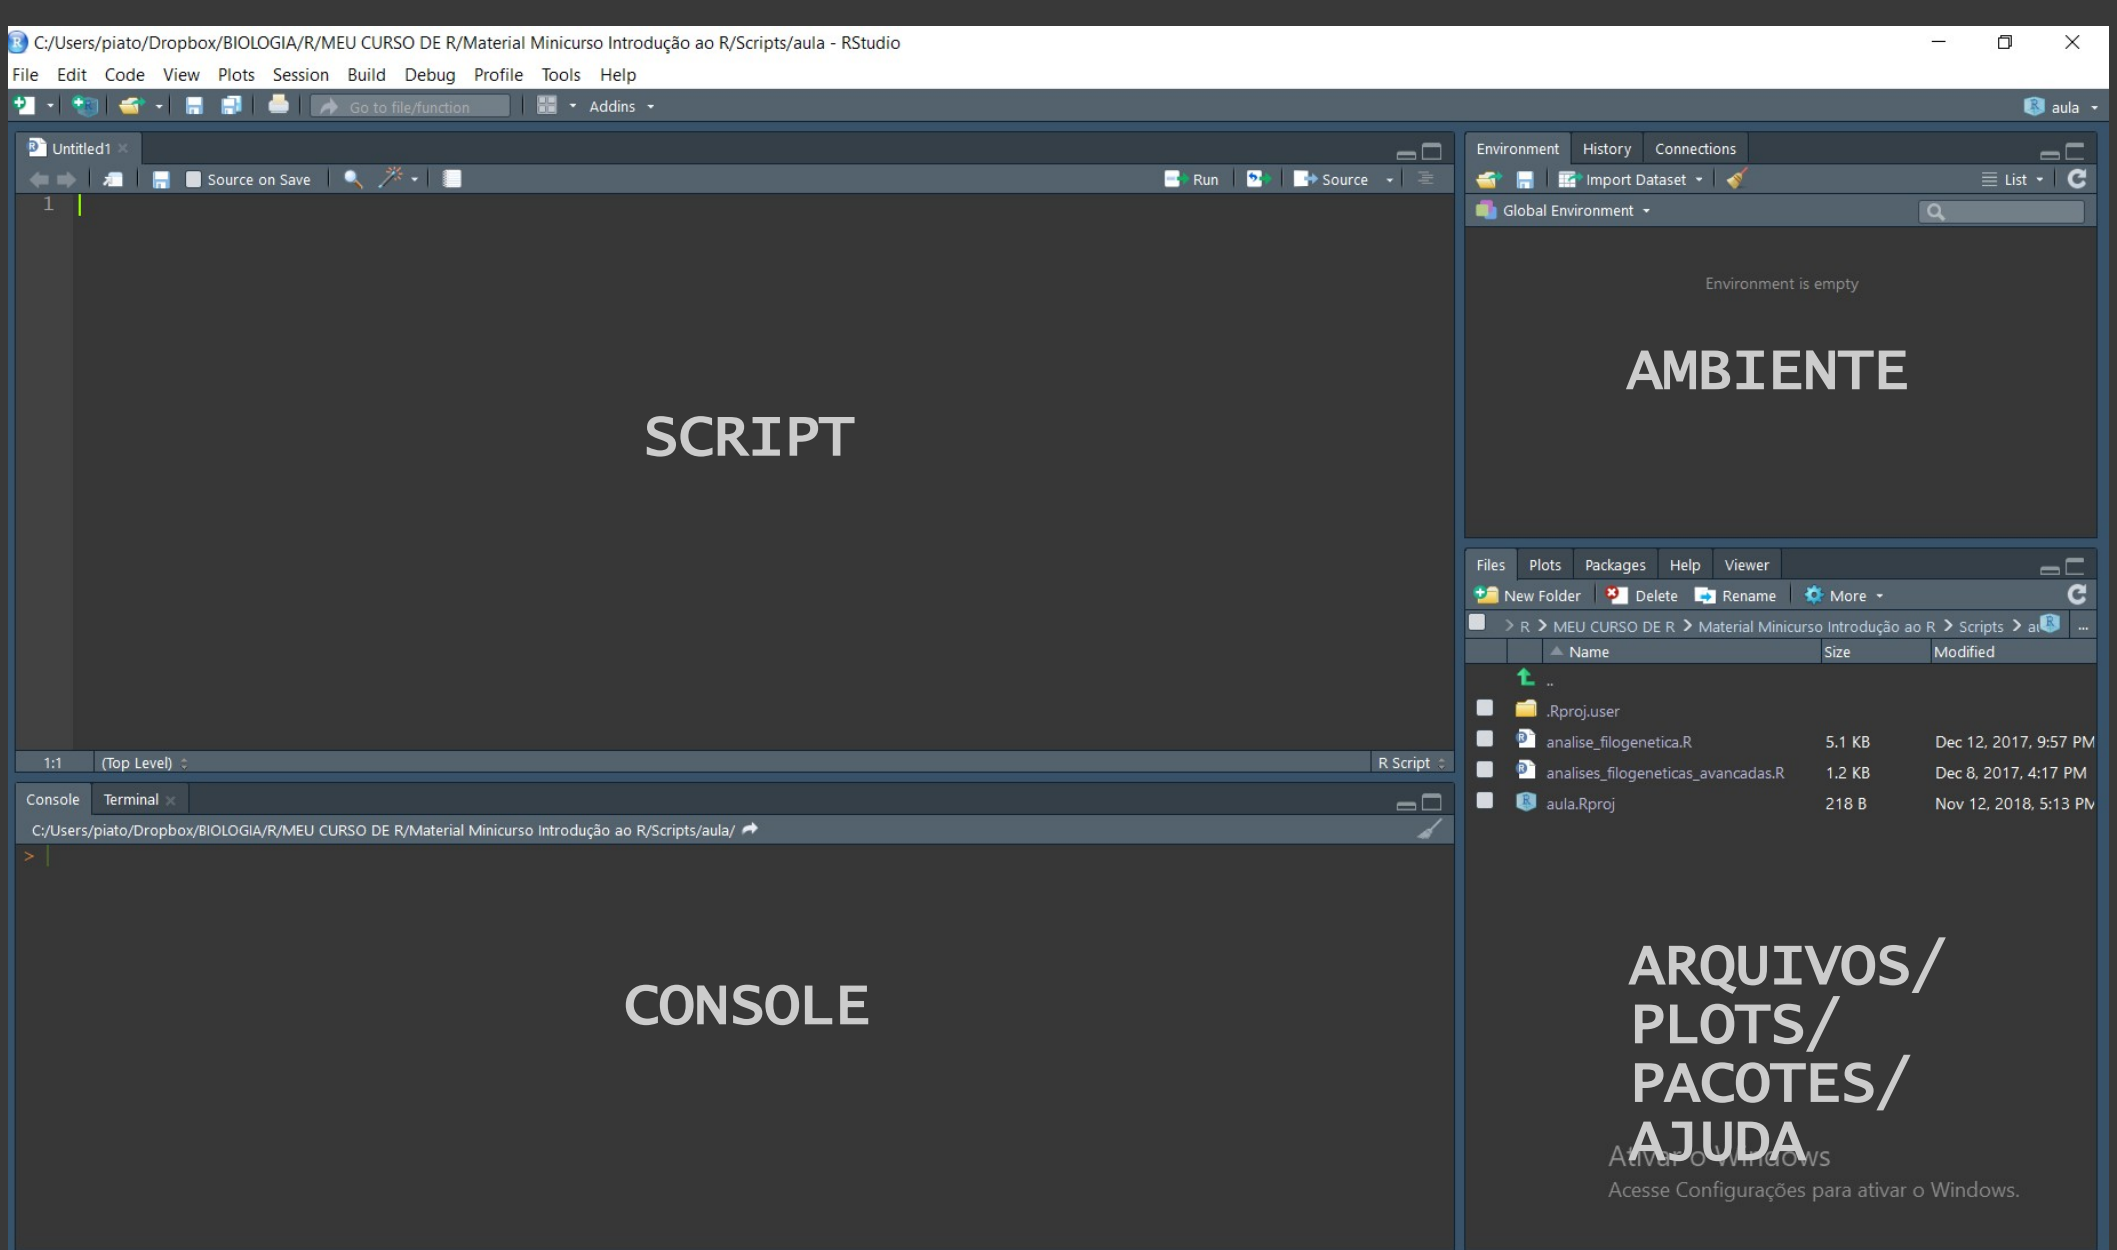 C:/Users/piato/Dropbox/BIOLOGIA/R/MEU CURSO DE R/Material Minicurso Introdução ao R/Scripts/aula - RStudio
File Edit Code View Plots Session Build Debug Profile Tools Help
Go to file/function Addins aula
Untitled1
Source on Save Run Source
1
SCRIPT
1:1 (Top Level) R Script
Console Terminal
C:/Users/piato/Dropbox/BIOLOGIA/R/MEU CURSO DE R/Material Minicurso Introdução ao R/Scripts/aula/
>
CONSOLE
Environment History Connections
Import Dataset List
Global Environment
Environment is empty
AMBIENTE
Files Plots Packages Help Viewer
New Folder Delete Rename More
> R > MEU CURSO DE R > Material Minicurso Introdução ao R > Scripts > au ...
Name Size Modified
..
.Rproj.user
analise_filogenetica.R 5.1 KB Dec 12, 2017, 9:57 PM
analises_filogeneticas_avancadas.R 1.2 KB Dec 8, 2017, 4:17 PM
aula.Rproj 218 B Nov 12, 2018, 5:13 PM
ARQUIVOS/
PLOTS/
PACOTES/
AJUDA
Ativar o Windows
Acesse Configurações para ativar o Windows.